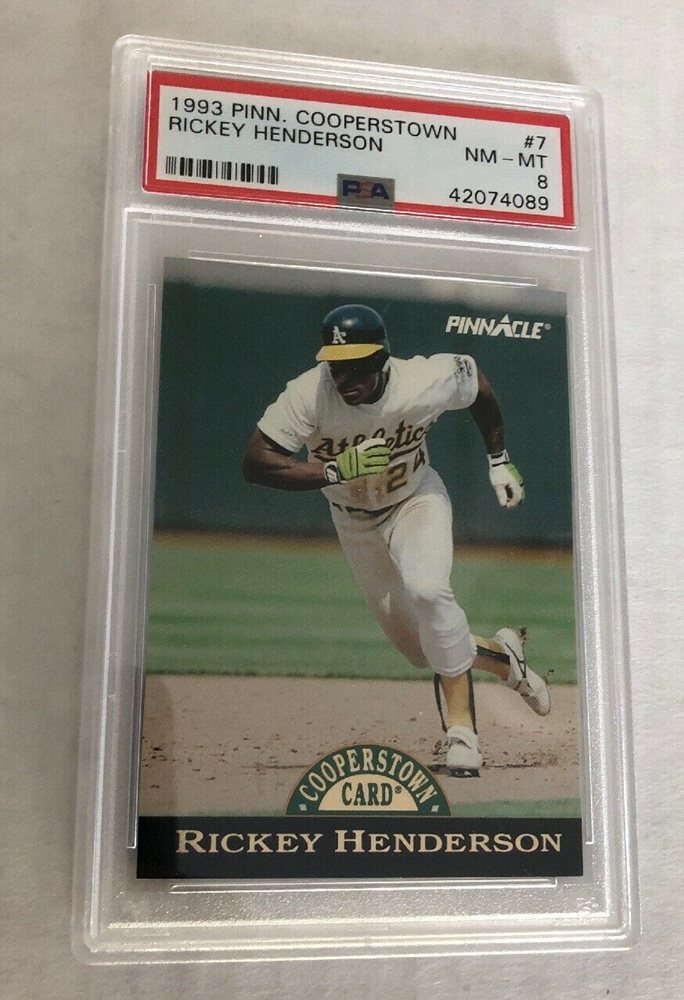 1993 PINN. COOPERSTOWN #7
RICKEY HENDERSON NM - MT
8
PSA 42074089
PINNACLE®
A's
Athletics
24
COOPERSTOWN
CARD®
RICKEY HENDERSON